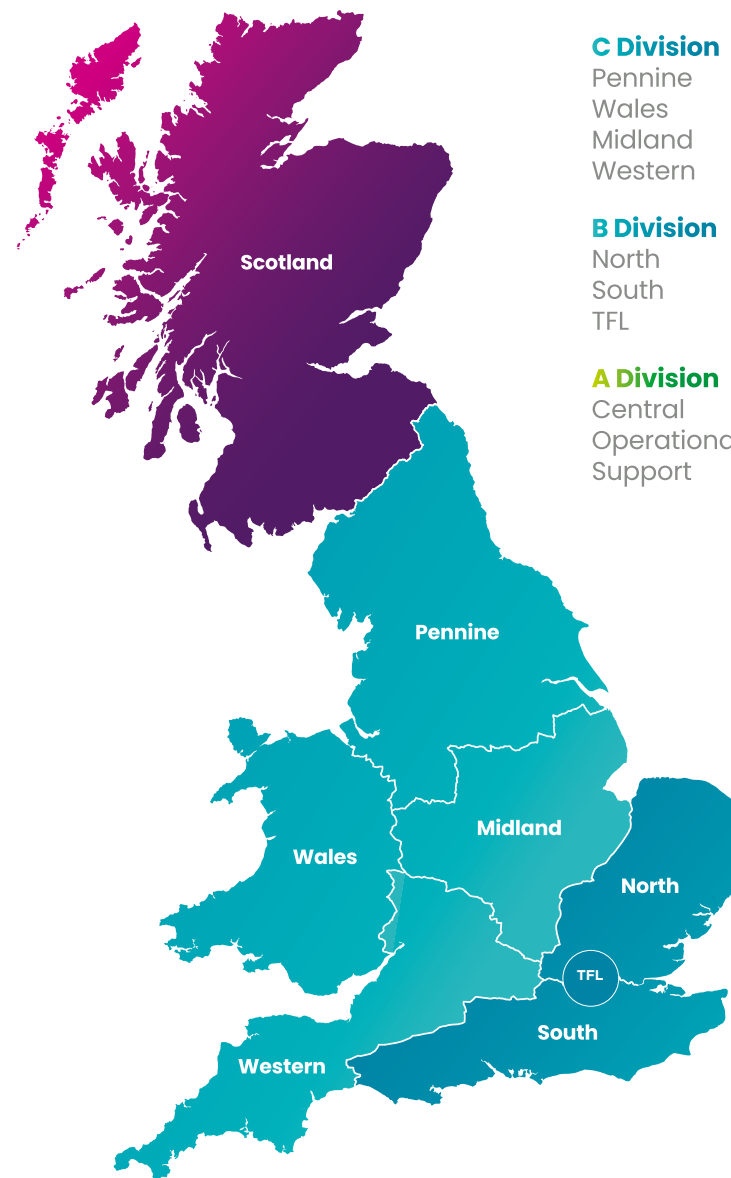 C Division
Pennine
Wales
Midland
Western
B Division
North
South
TFL
A Division
Central
Support
Scotland
Pennine
Midland
Wales
North
TFL
South
Western